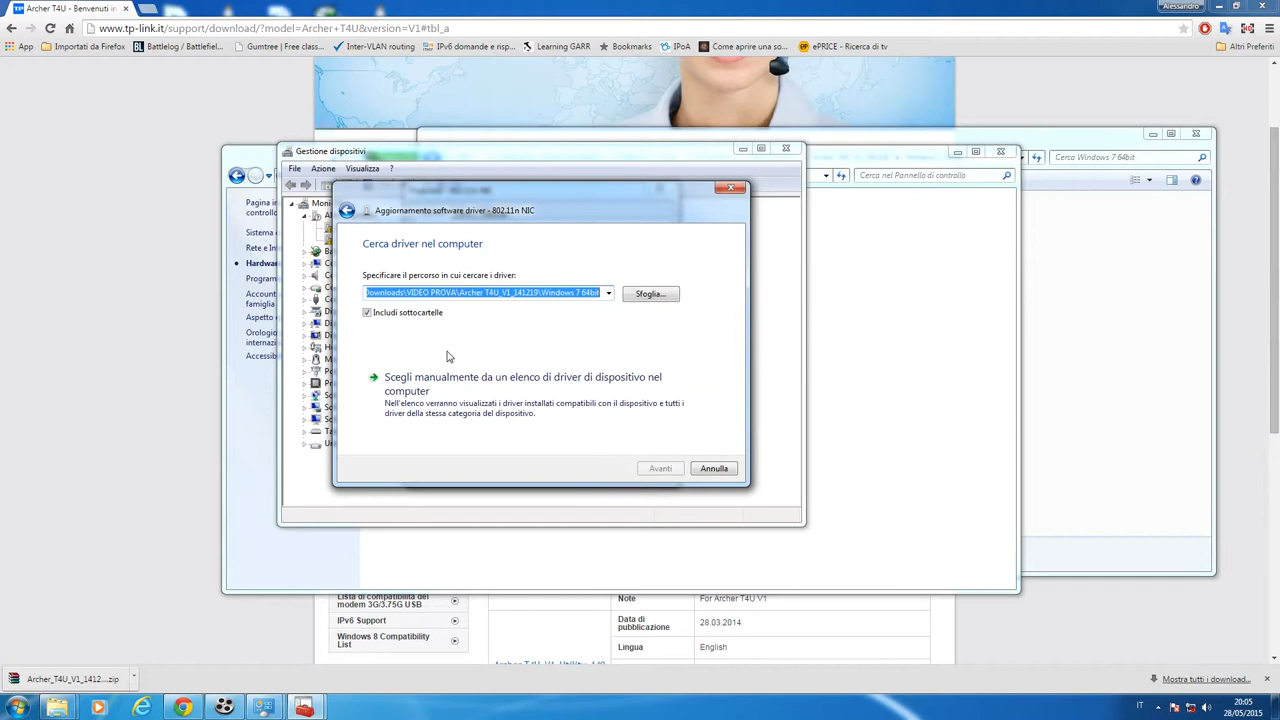 Archer T4U - Benvenuti in
Alessandro
www.tp-link.it/support/download/?model=Archer+T4U&version=V1#tbl_a
App Importati da Firefox Battlelog / Battlefiel... Gumtree | Free class... Inter-VLAN routing IPv6 domande e rispo... Learning GARR Bookmarks IPoA Come aprire una so... ePRICE - Ricerca di tv Altri Preferiti
Gestione dispositivi
File Azione Visualizza ?
Cerca nel Pannello di controllo
Cerca Windows 7 64bit
Pagina in
controllo
Sistema e
Rete e Int
Hardwar
Program
Account
famiglia
Aspetto
Orologio
internazi
Accessib
Moni
Aggiornamento software driver - 802.11n NIC
Cerca driver nel computer
Specificare il percorso in cui cercare i driver:
Downloads\VIDEO PROVA\Archer T4U_V1_141219\Windows 7 64bit
Sfoglia...
Includi sottocartelle
Scegli manualmente da un elenco di driver di dispositivo nel
computer
Nell'elenco verranno visualizzati i driver installati compatibili con il dispositivo e tutti i
driver della stessa categoria del dispositivo.
Avanti Annulla
Lista di compatibilità dei
modem 3G/3.75G USB
IPv6 Support
Windows 8 Compatibility
List
Note For Archer T4U V1
Data di
pubblicazione 28.03.2014
Lingua English
Archer_T4U_V1_1412....zip
Mostra tutti i download...
IT
20:05
28/05/2015